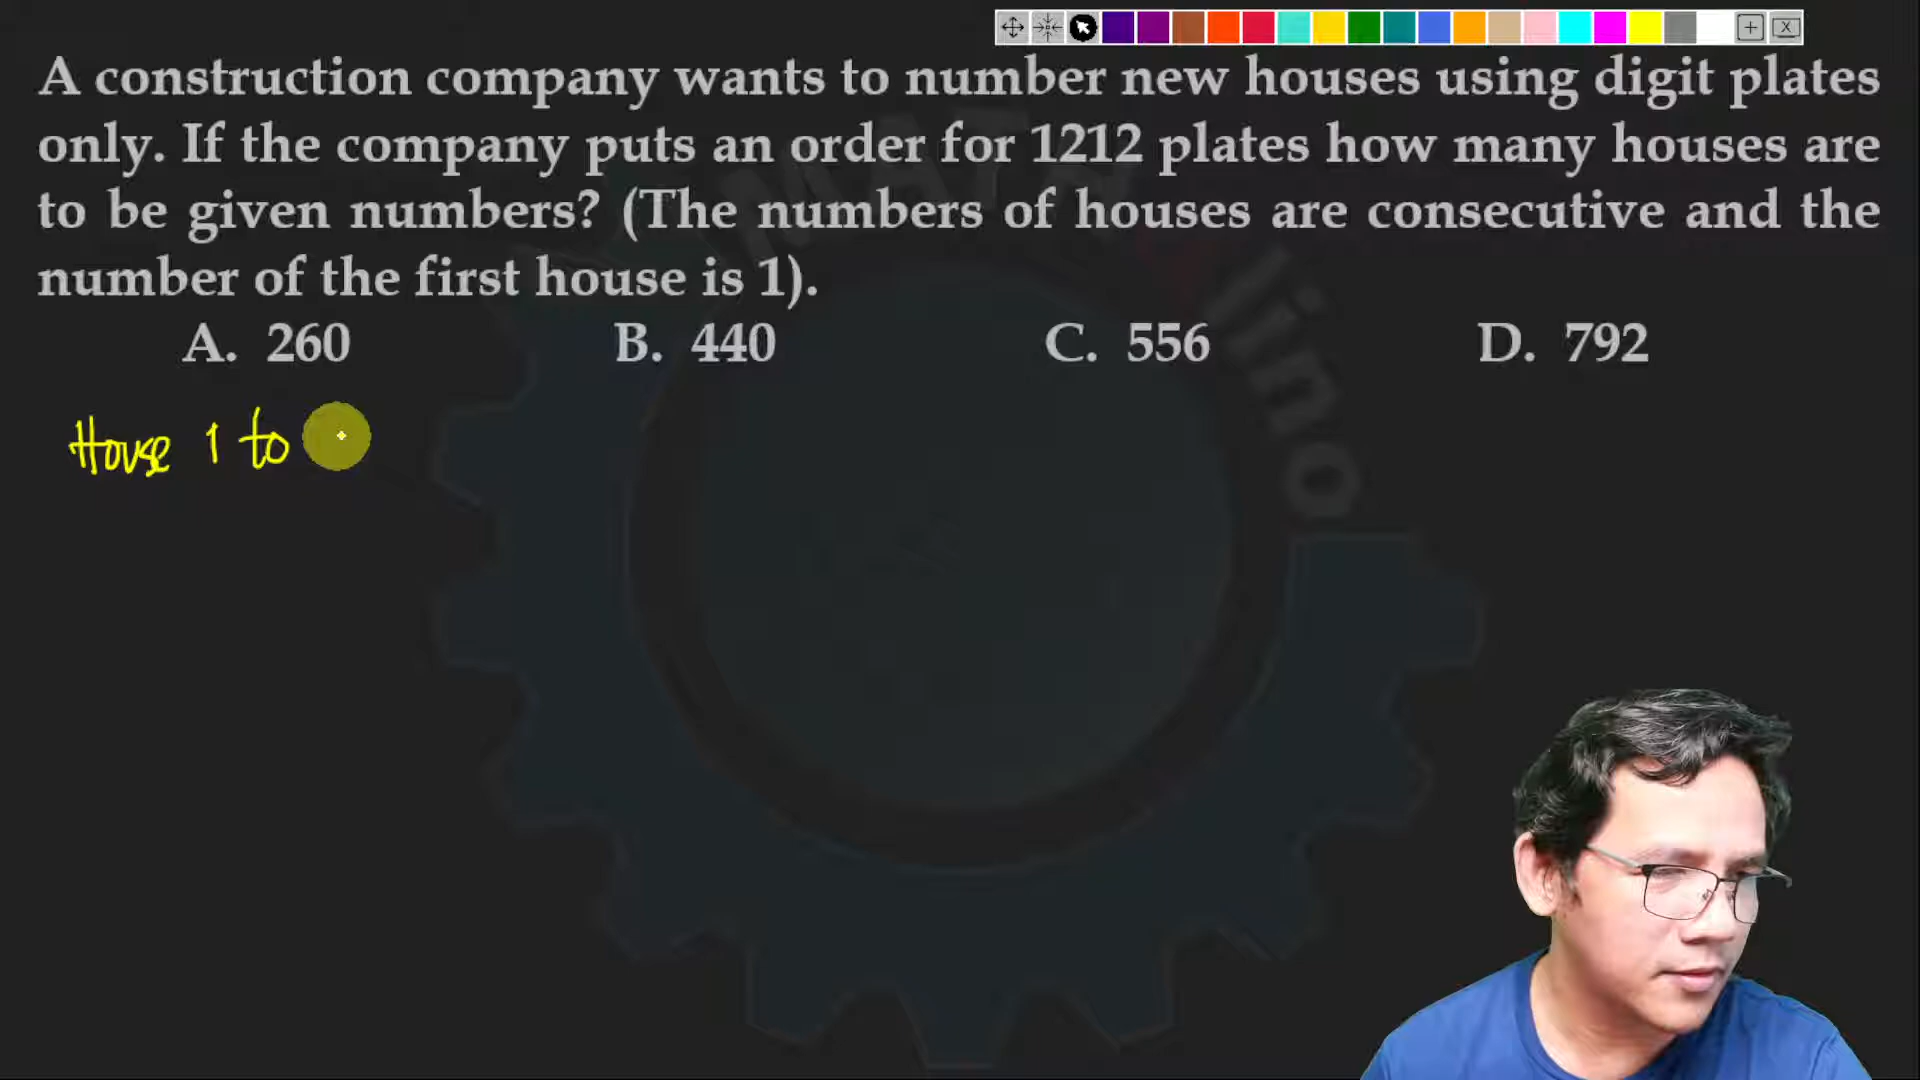 A construction company wants to number new houses using digit plates
only. If the company puts an order for 1212 plates how many houses are
to be given numbers? (The numbers of houses are consecutive and the
number of the first house is 1).
A. 260 B. 440 C. 556 D. 792
House 1 to